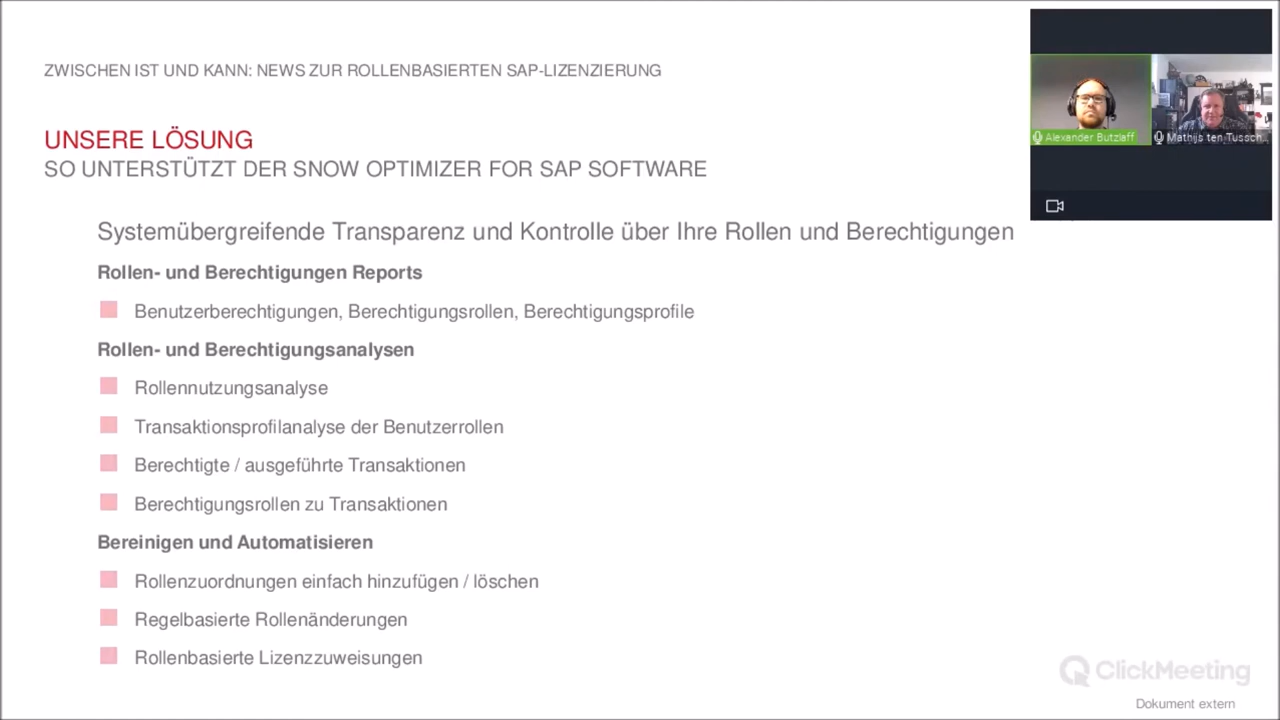 ZWISCHEN IST UND KANN: NEWS ZUR ROLLENBASIERTEN SAP-LIZENZIERUNG
UNSERE LÖSUNG
SO UNTERSTÜTZT DER SNOW OPTIMIZER FOR SAP SOFTWARE
Alexander Butzlaff
Mathijs ten Tussch...
Systemübergreifende Transparenz und Kontrolle über Ihre Rollen und Berechtigungen
Rollen- und Berechtigungen Reports
Benutzerberechtigungen, Berechtigungsrollen, Berechtigungsprofile
Rollen- und Berechtigungsanalysen
Rollennutzungsanalyse
Transaktionsprofilanalyse der Benutzerrollen
Berechtigte / ausgeführte Transaktionen
Berechtigungsrollen zu Transaktionen
Bereinigen und Automatisieren
Rollenzuordnungen einfach hinzufügen / löschen
Regelbasierte Rollenänderungen
Rollenbasierte Lizenzzuweisungen
ClickMeeting
Dokument extern